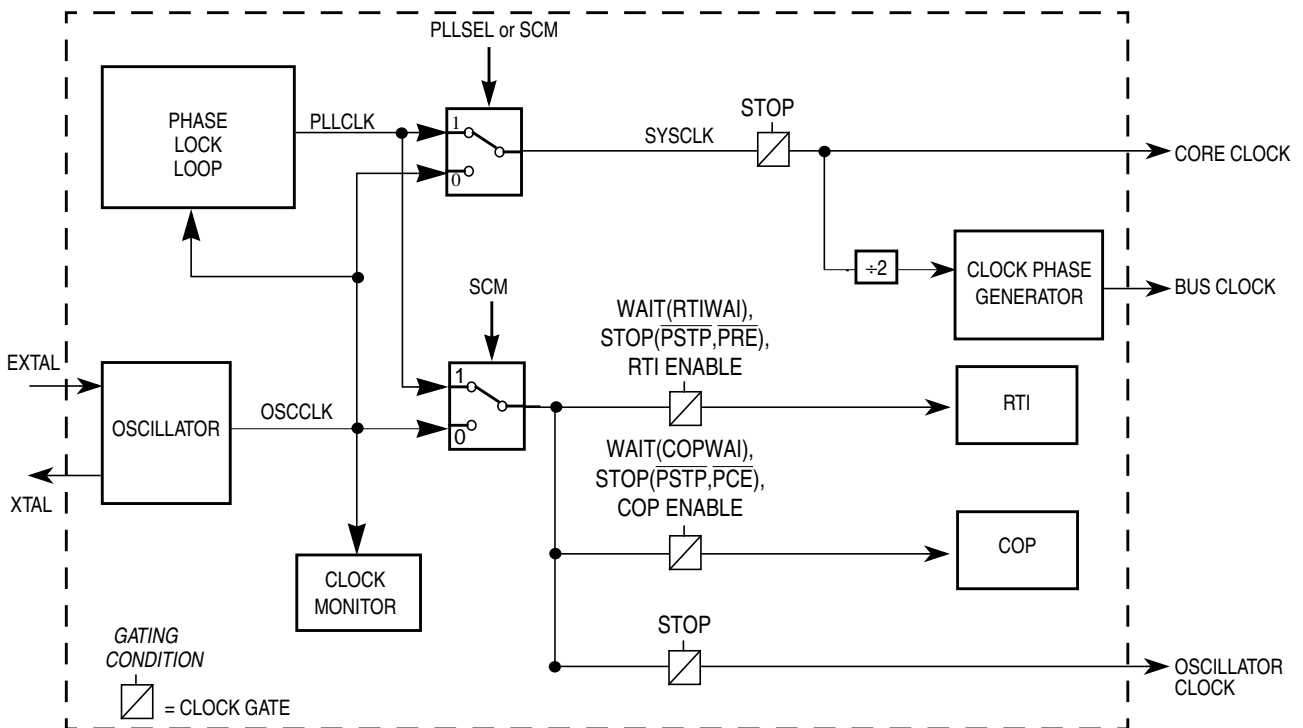 PLLSEL or SCM
PHASE
LOCK
LOOP
PLLCLK
1
0
SYSCLK
STOP
CORE CLOCK
÷2
CLOCK PHASE
GENERATOR
BUS CLOCK
SCM
WAIT(RTIWAI),
STOP(PSTP,PRE),
RTI ENABLE
EXTAL
OSCILLATOR
OSCCLK
1
0
RTI
XTAL
WAIT(COPWAI),
STOP(PSTP,PCE),
COP ENABLE
COP
CLOCK
MONITOR
STOP
OSCILLATOR
CLOCK
GATING
CONDITION
= CLOCK GATE